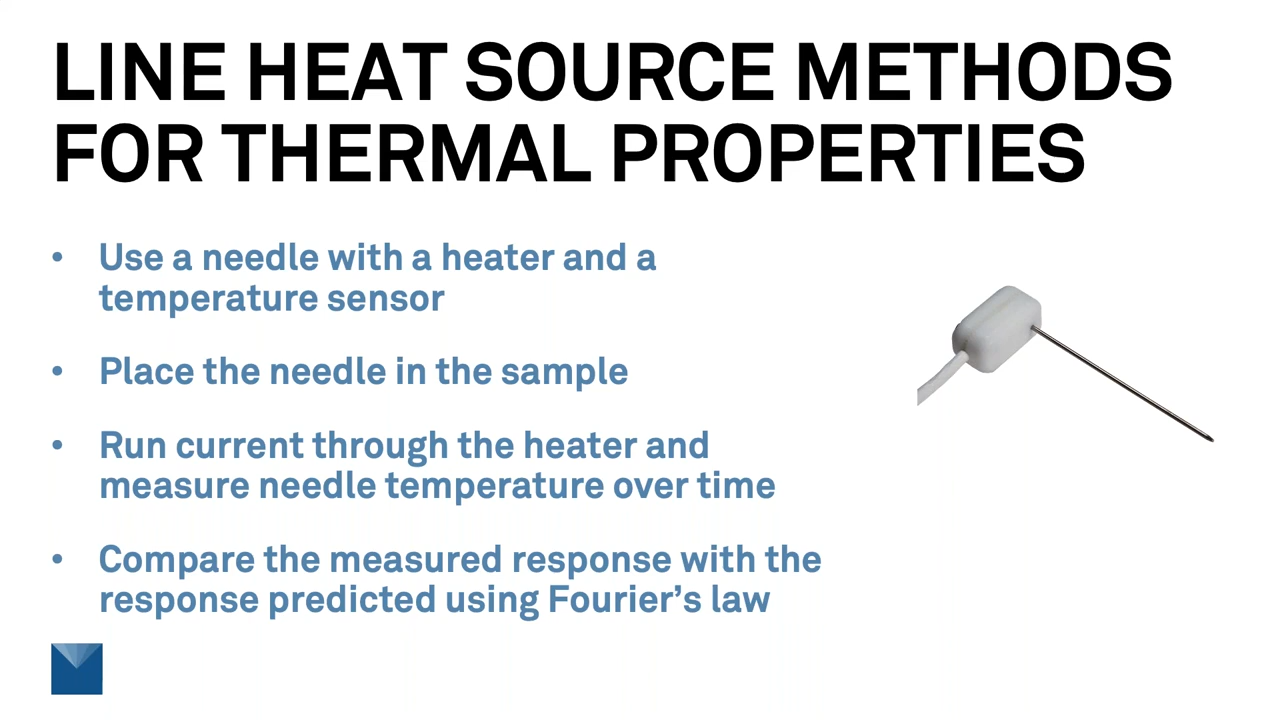 LINE HEAT SOURCE METHODS
FOR THERMAL PROPERTIES
• Use a needle with a heater and a
temperature sensor
• Place the needle in the sample
• Run current through the heater and
measure needle temperature over time
• Compare the measured response with the
response predicted using Fourier’s law